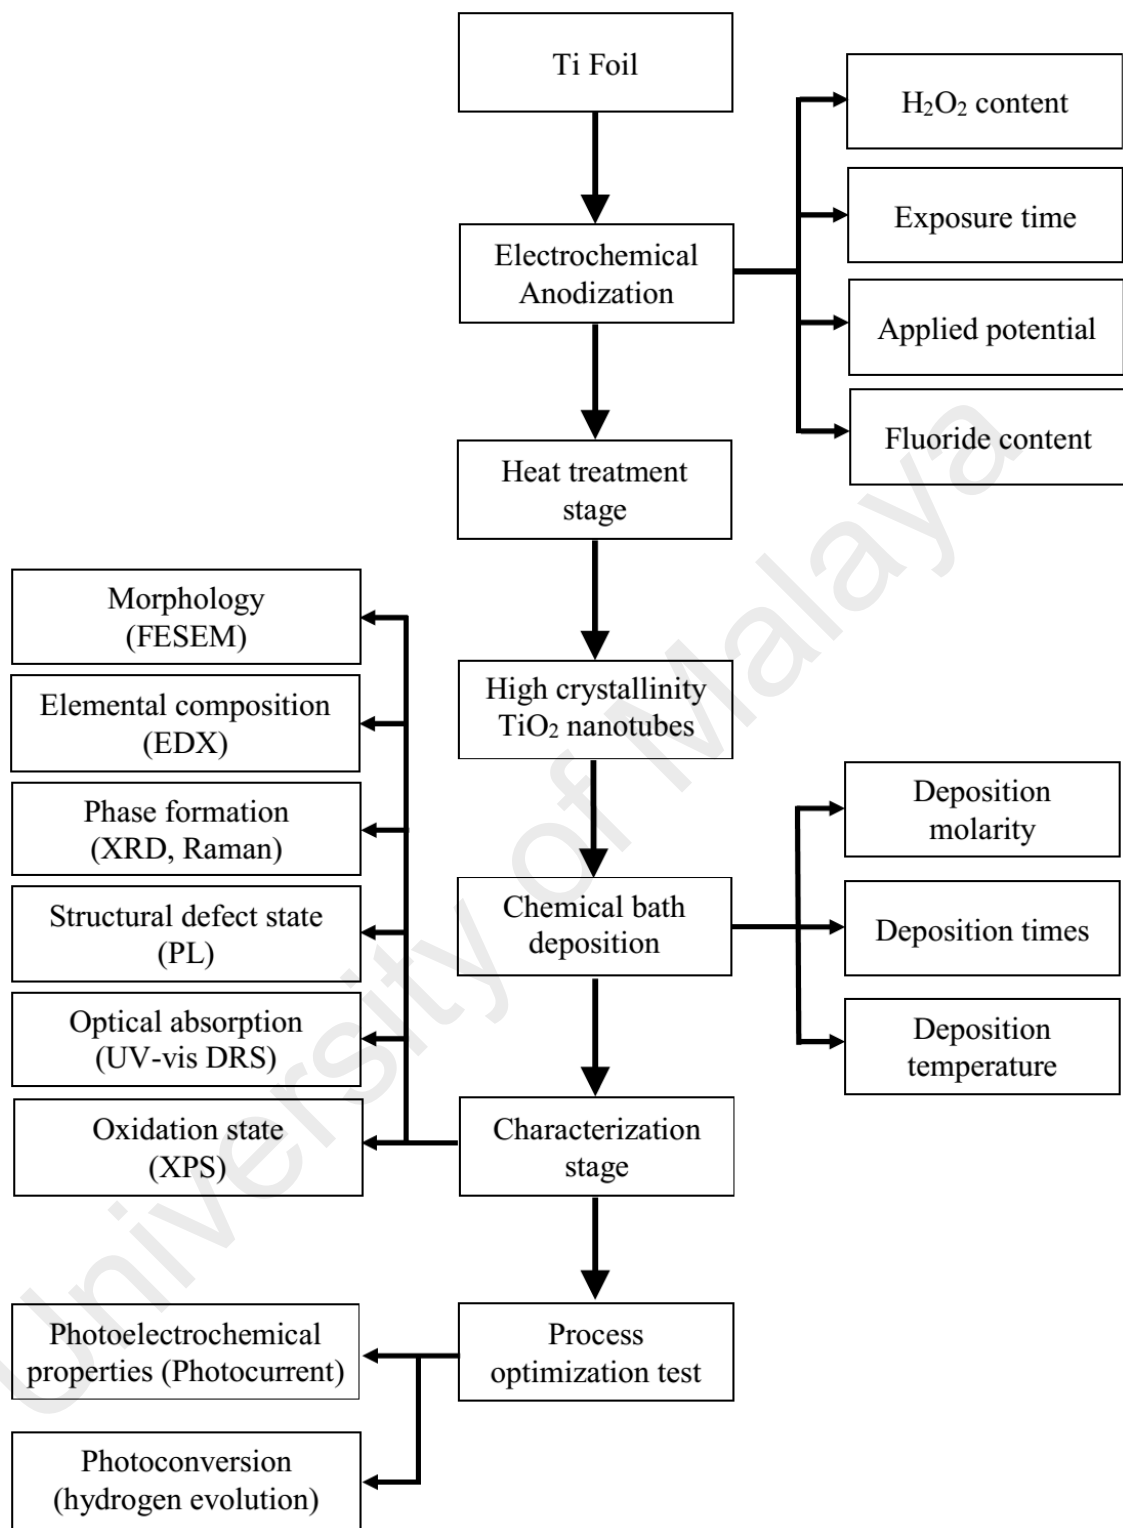 Ti Foil
H₂O₂ content
Exposure time
Electrochemical
Anodization
Applied potential
Fluoride content
Heat treatment
stage
Morphology
(FESEM)
High crystallinity
TiO₂ nanotubes
Elemental composition
(EDX)
Phase formation
(XRD, Raman)
Deposition
molarity
Structural defect state
(PL)
Chemical bath
deposition
Deposition times
Optical absorption
(UV-vis DRS)
Deposition
temperature
Oxidation state
(XPS)
Characterization
stage
Photoelectrochemical
properties (Photocurrent)
Process
optimization test
Photoconversion
(hydrogen evolution)
University of Malaya